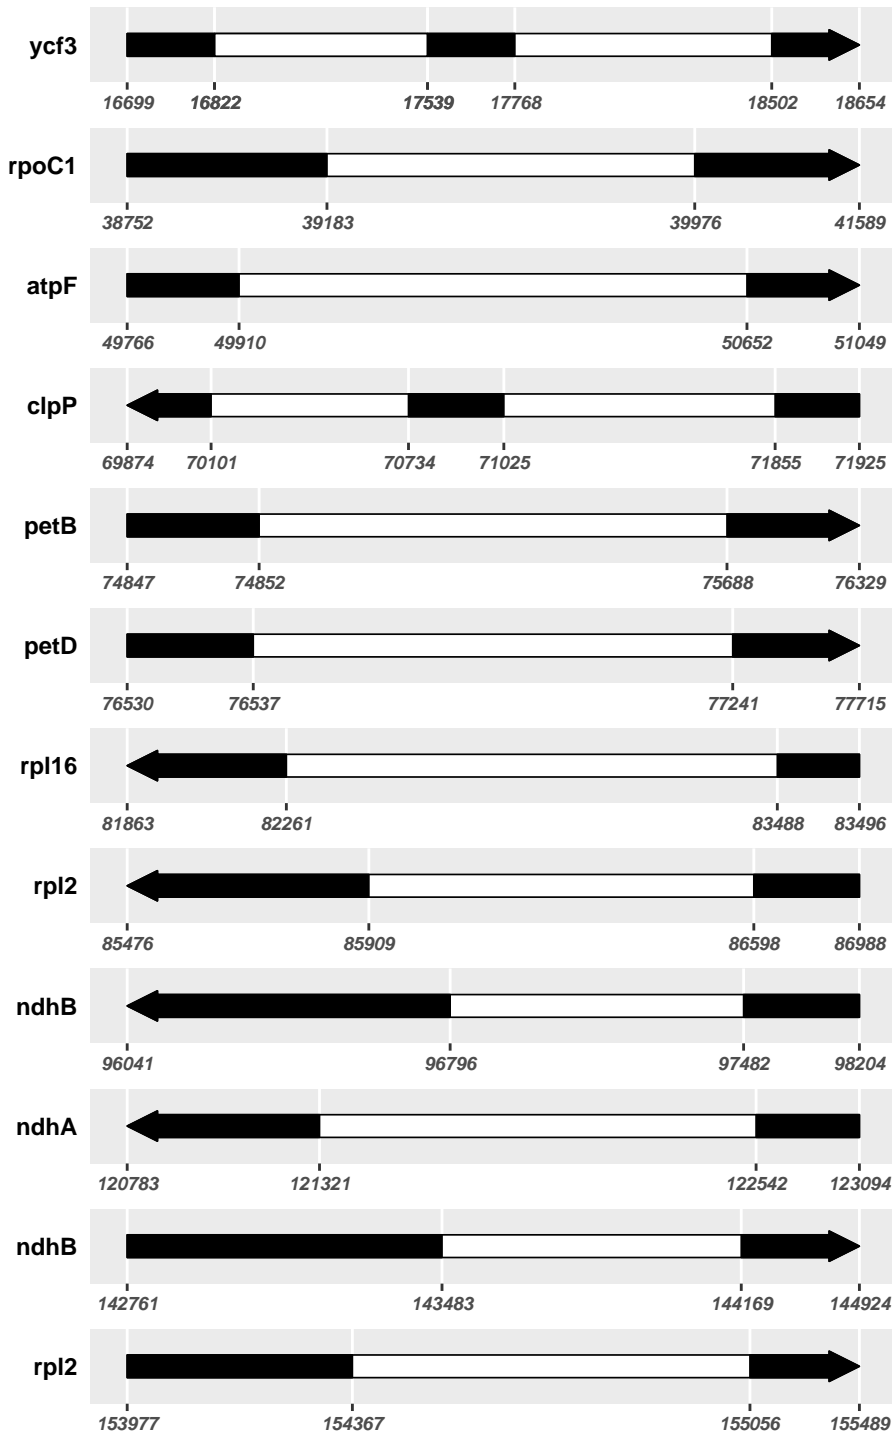 ycf3
16699 16822 17539 17768 18502 18654
rpoC1
38752 39183 39976 41589
atpF
49766 49910 50652 51049
clpP
69874 70101 70734 71025 71855 71925
petB
74847 74852 75688 76329
petD
76530 76537 77241 77715
rpl16
81863 82261 83488 83496
rpl2
85476 85909 86598 86988
ndhB
96041 96796 97482 98204
ndhA
120783 121321 122542 123094
ndhB
142761 143483 144169 144924
rpl2
153977 154367 155056 155489